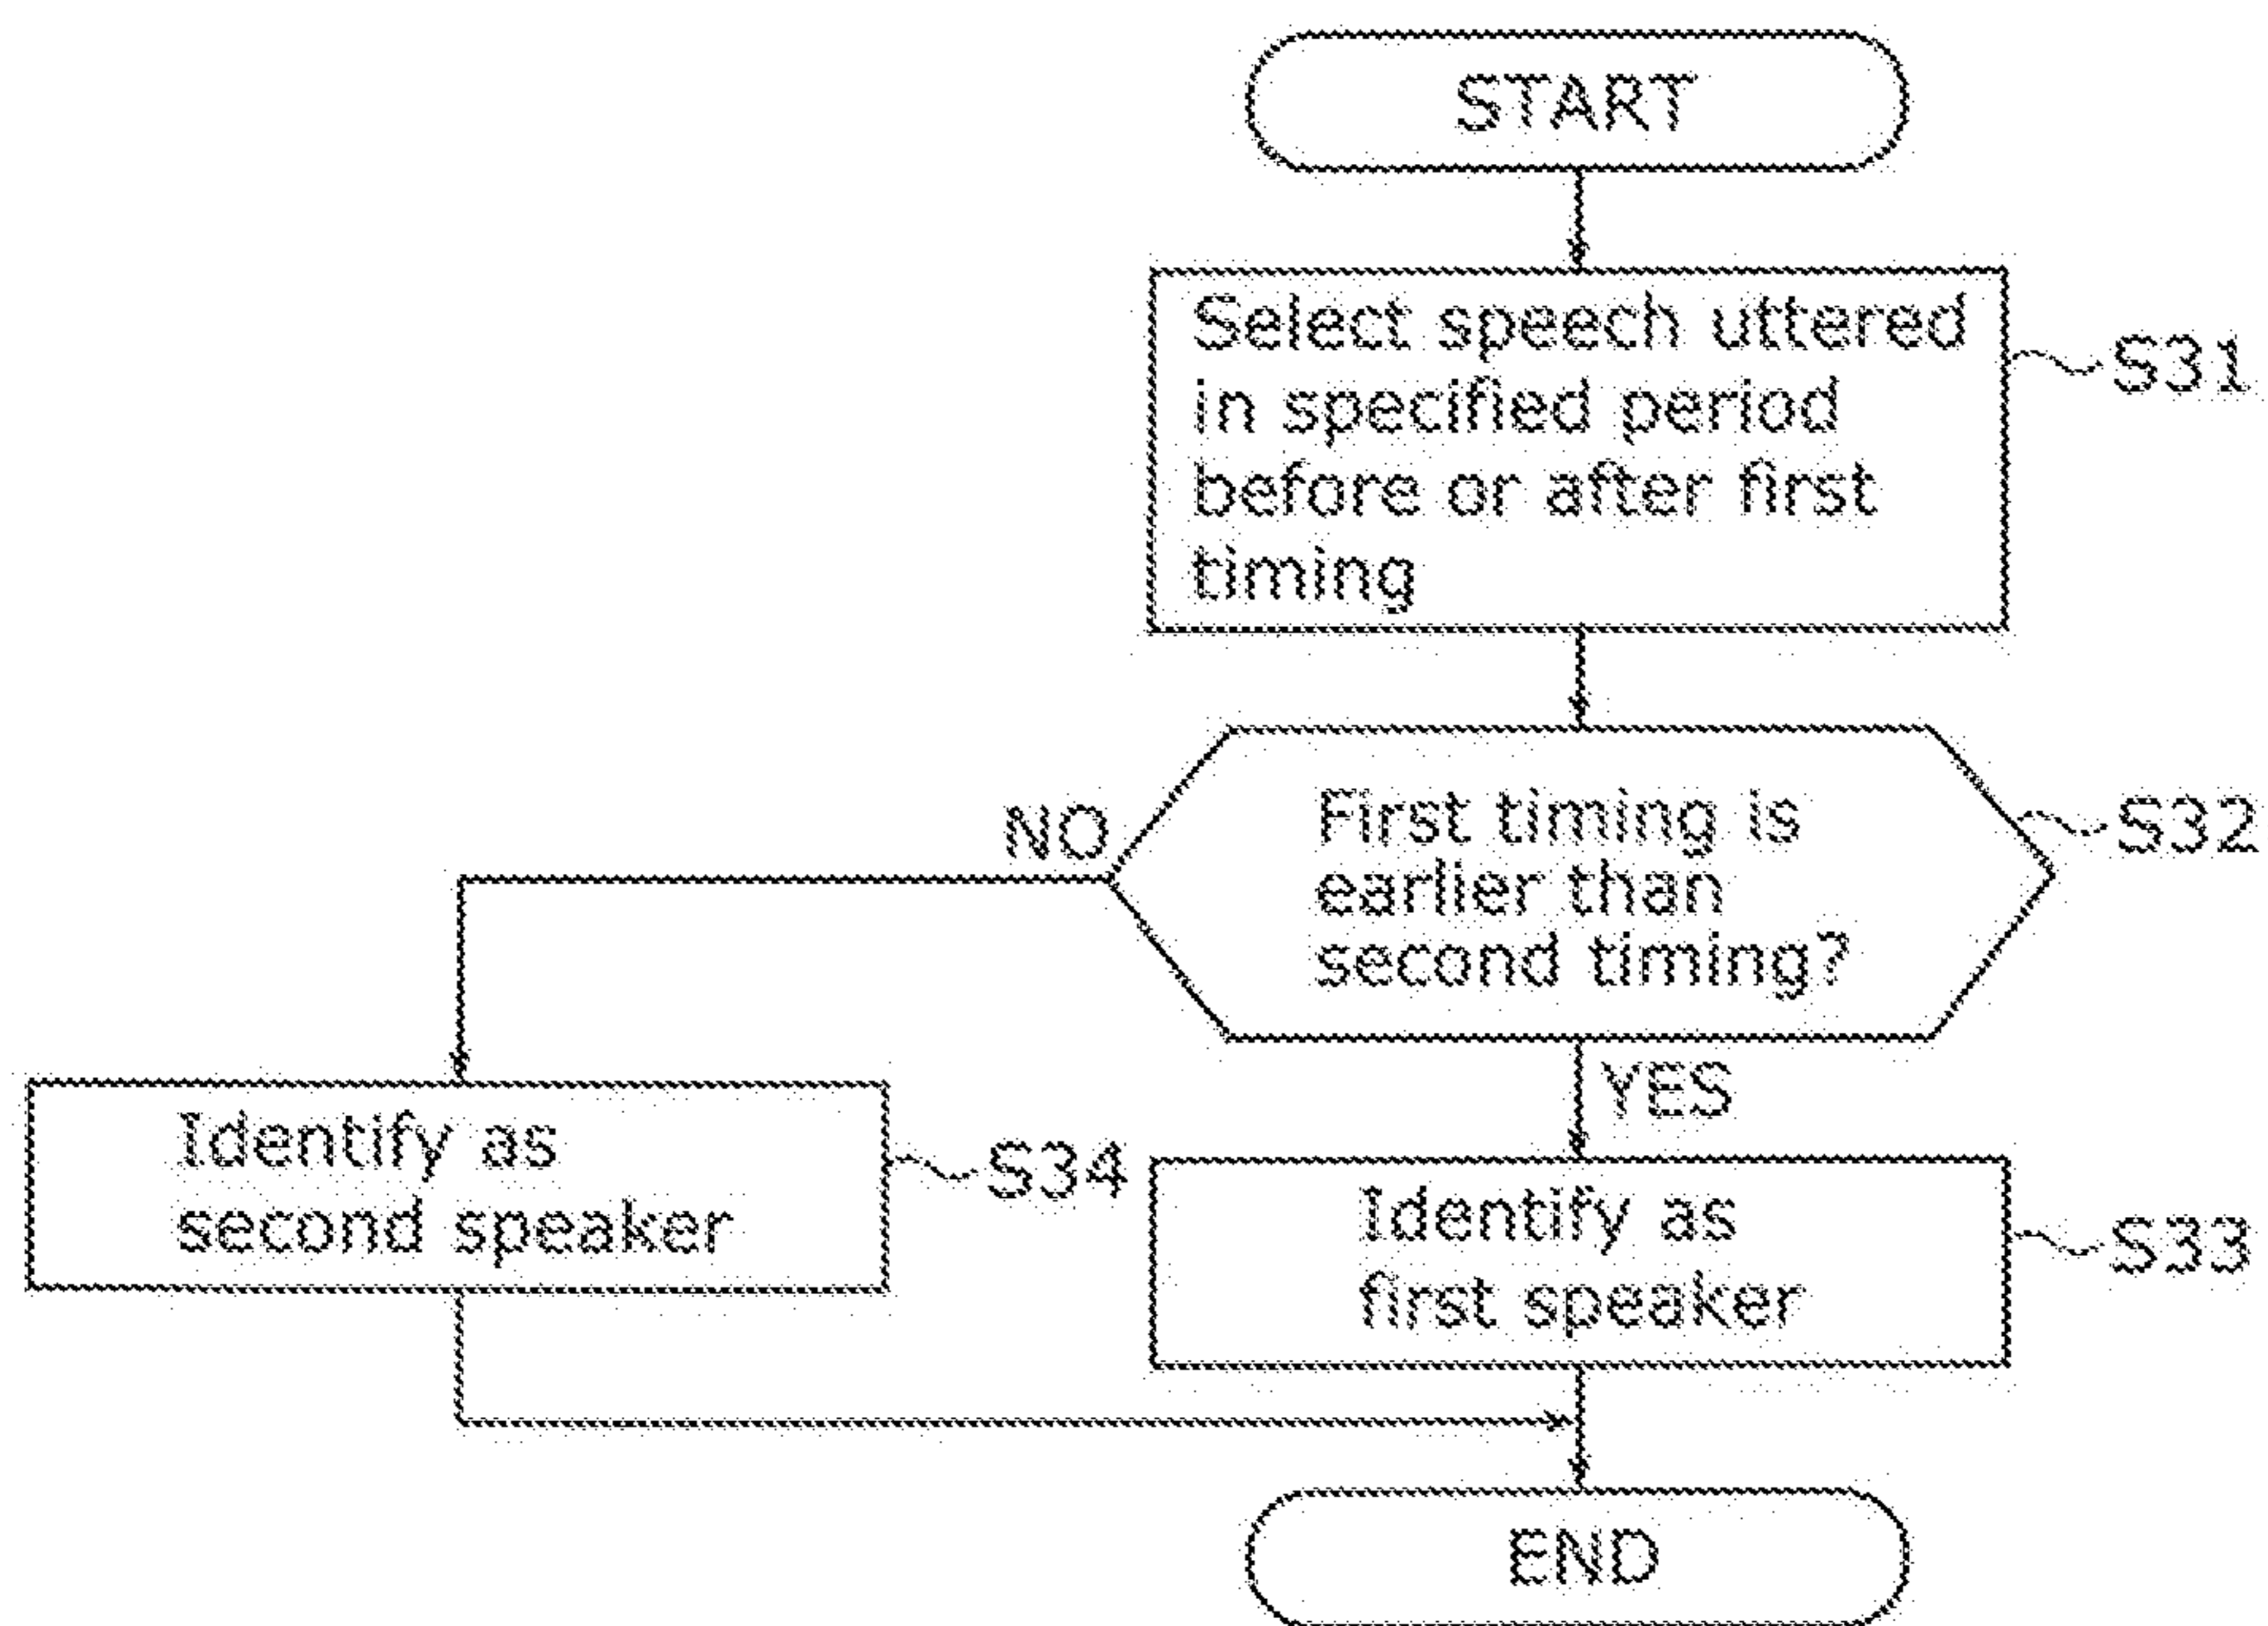 START
Select speech uttered
in specified period
before or after first
timing
S31
First timing is
earlier than
second timing?
S32
NO
YES
Identify as
second speaker
S34
Identify as
first speaker
S33
END